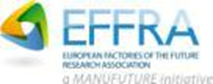 EFFRA
EUROPEAN FACTORIES OF THE FUTURE
RESEARCH ASSOCIATION
a MANUFUTURE initiative